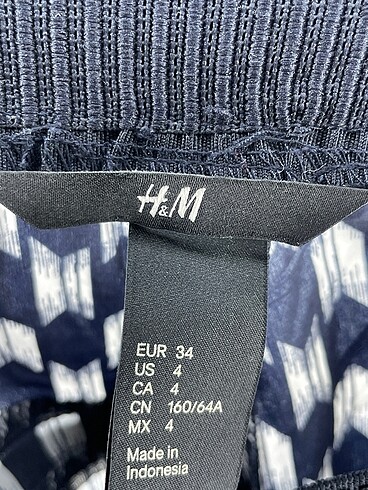 H&M
EUR 34
US 4
CA 4
CN 160/64A
MX 4
Made in
Indonesia